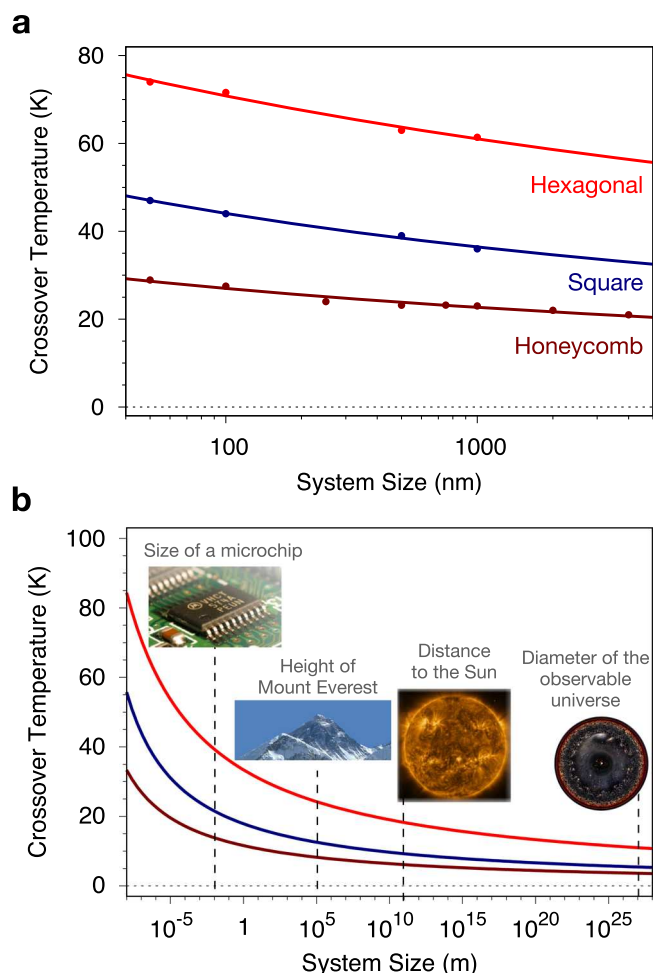 a
80
60
40
20
0
Crossover Temperature (K)
Hexagonal
Square
Honeycomb
100
1000
System Size (nm)
b
100
80
60
40
20
0
Crossover Temperature (K)
Size of a microchip
Height of
Mount Everest
Distance
to the Sun
Diameter of the
observable
universe
10⁻⁵
1
10⁵
10¹⁰
10¹⁵
10²⁰
10²⁵
System Size (m)